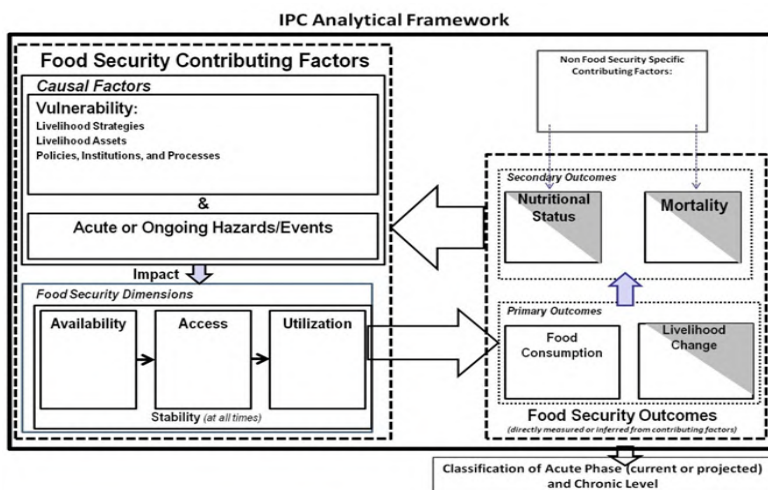 IPC Analytical Framework
Food Security Contributing Factors
Causal Factors
Vulnerability:
Livelihood Strategies
Livelihood Assets
Policies, Institutions, and Processes
&
Acute or Ongoing Hazards/Events
Impact
Food Security Dimensions
Availability
Access
Utilization
Stability (at all times)
Non Food Security Specific
Contributing Factors:
Secondary Outcomes
Nutritional
Status
Mortality
Primary Outcomes
Food
Consumption
Livelihood
Change
Food Security Outcomes
(directly measured or inferred from contributing factors)
Classification of Acute Phase (current or projected)
and Chronic Level